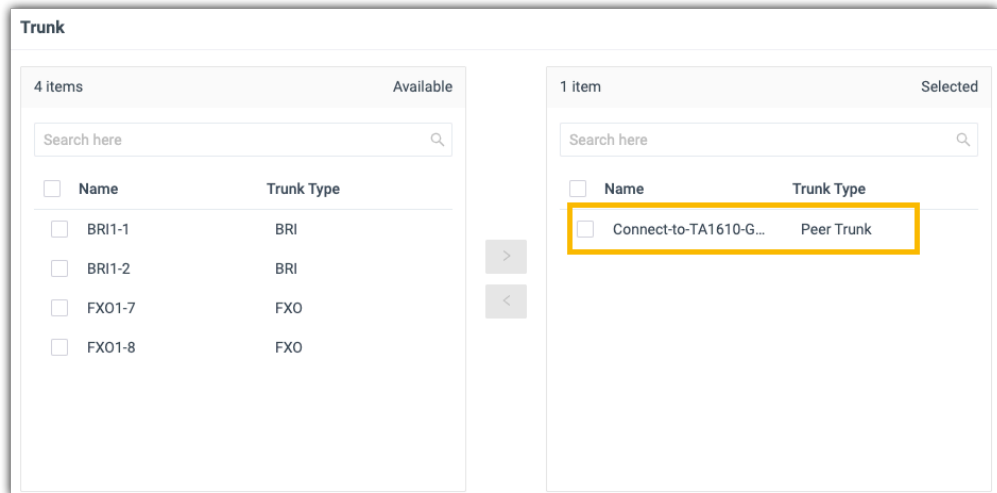 Trunk
4 items Available
Search here
Name Trunk Type
BRI1-1 BRI
BRI1-2 BRI
FXO1-7 FXO
FXO1-8 FXO
>
<
1 item Selected
Search here
Name Trunk Type
Connect-to-TA1610-G... Peer Trunk